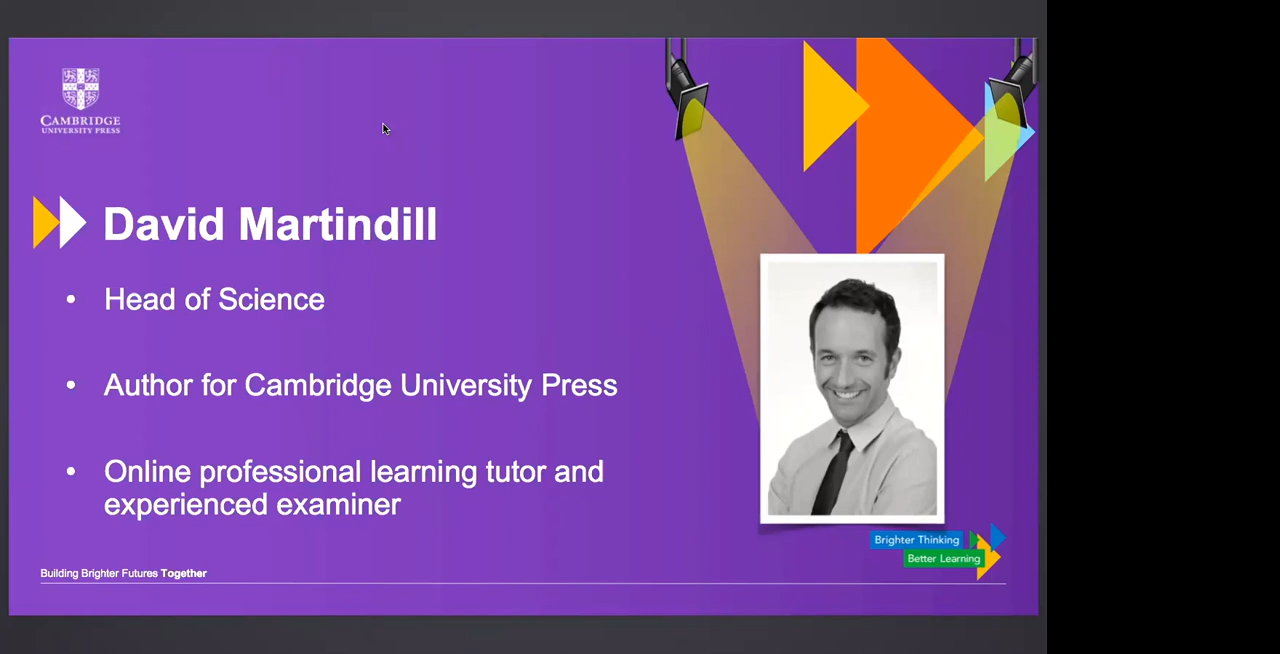 CAMBRIDGE
UNIVERSITY PRESS
David Martindill
• Head of Science
• Author for Cambridge University Press
• Online professional learning tutor and
experienced examiner
Brighter Thinking
Better Learning
Building Brighter Futures Together